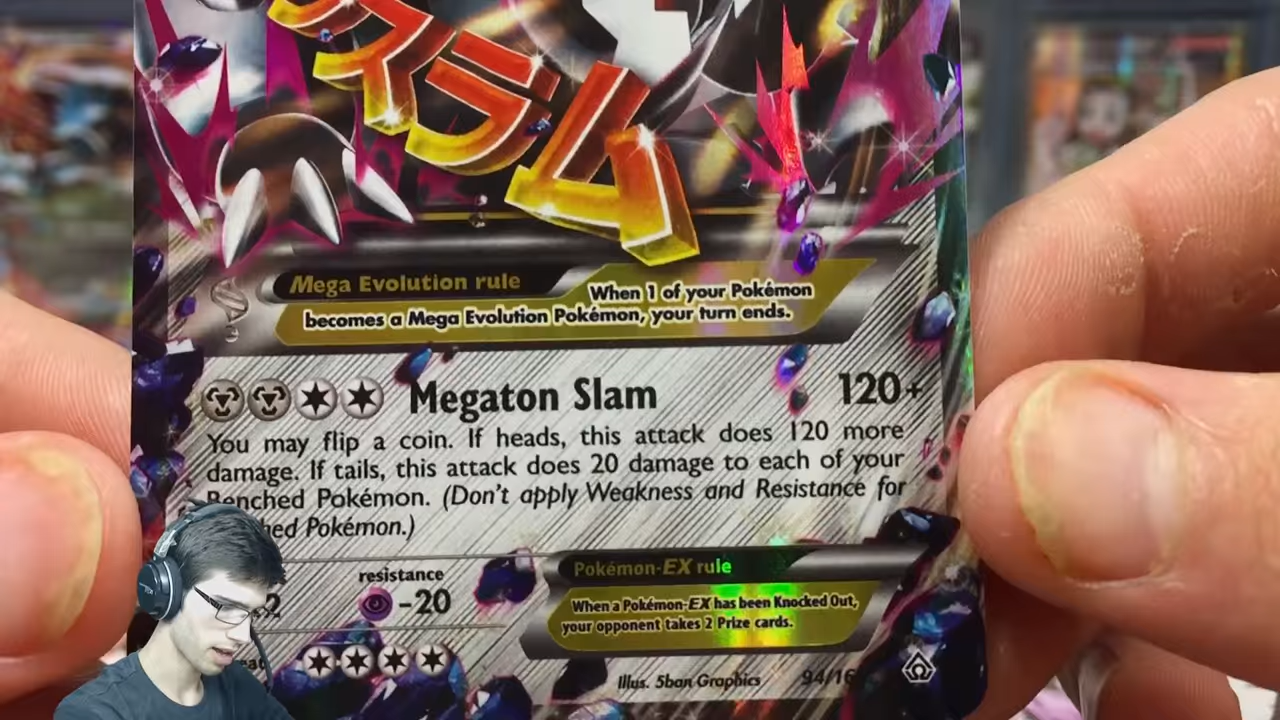 スラム
Mega Evolution rule
When 1 of your Pokémon
becomes a Mega Evolution Pokémon, your turn ends.
Megaton Slam 120+
You may flip a coin. If heads, this attack does 120 more
damage. If tails, this attack does 20 damage to each of your
Benched Pokémon. (Don't apply Weakness and Resistance for
Pokémon.)
resistance
-20
Pokémon-EX rule
When a Pokémon-EX has been Knocked Out,
your opponent takes 2 Prize cards.
Illus. 5ban Graphics 94/16